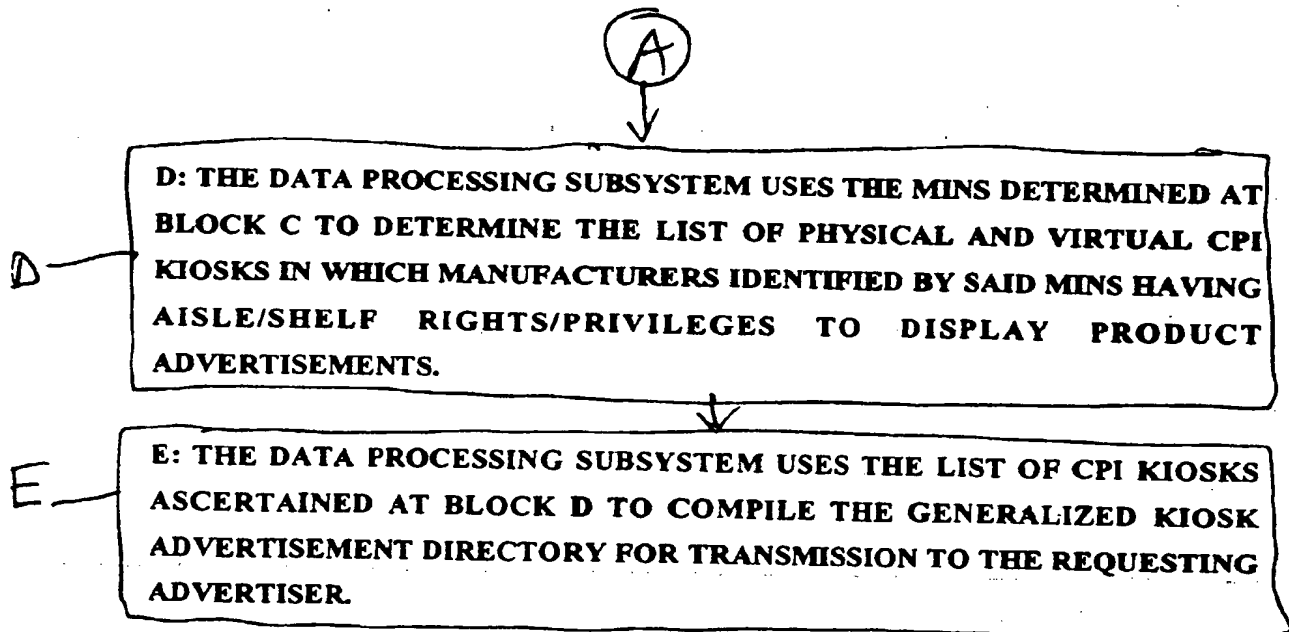 A
D: THE DATA PROCESSING SUBSYSTEM USES THE MINS DETERMINED AT
BLOCK C TO DETERMINE THE LIST OF PHYSICAL AND VIRTUAL CPI
KIOSKS IN WHICH MANUFACTURERS IDENTIFIED BY SAID MINS HAVING
AISLE/SHELF RIGHTS/PRIVILEGES TO DISPLAY PRODUCT
ADVERTISEMENTS.
D
E: THE DATA PROCESSING SUBSYSTEM USES THE LIST OF CPI KIOSKS
ASCERTAINED AT BLOCK D TO COMPILE THE GENERALIZED KIOSK
ADVERTISEMENT DIRECTORY FOR TRANSMISSION TO THE REQUESTING
ADVERTISER.
E